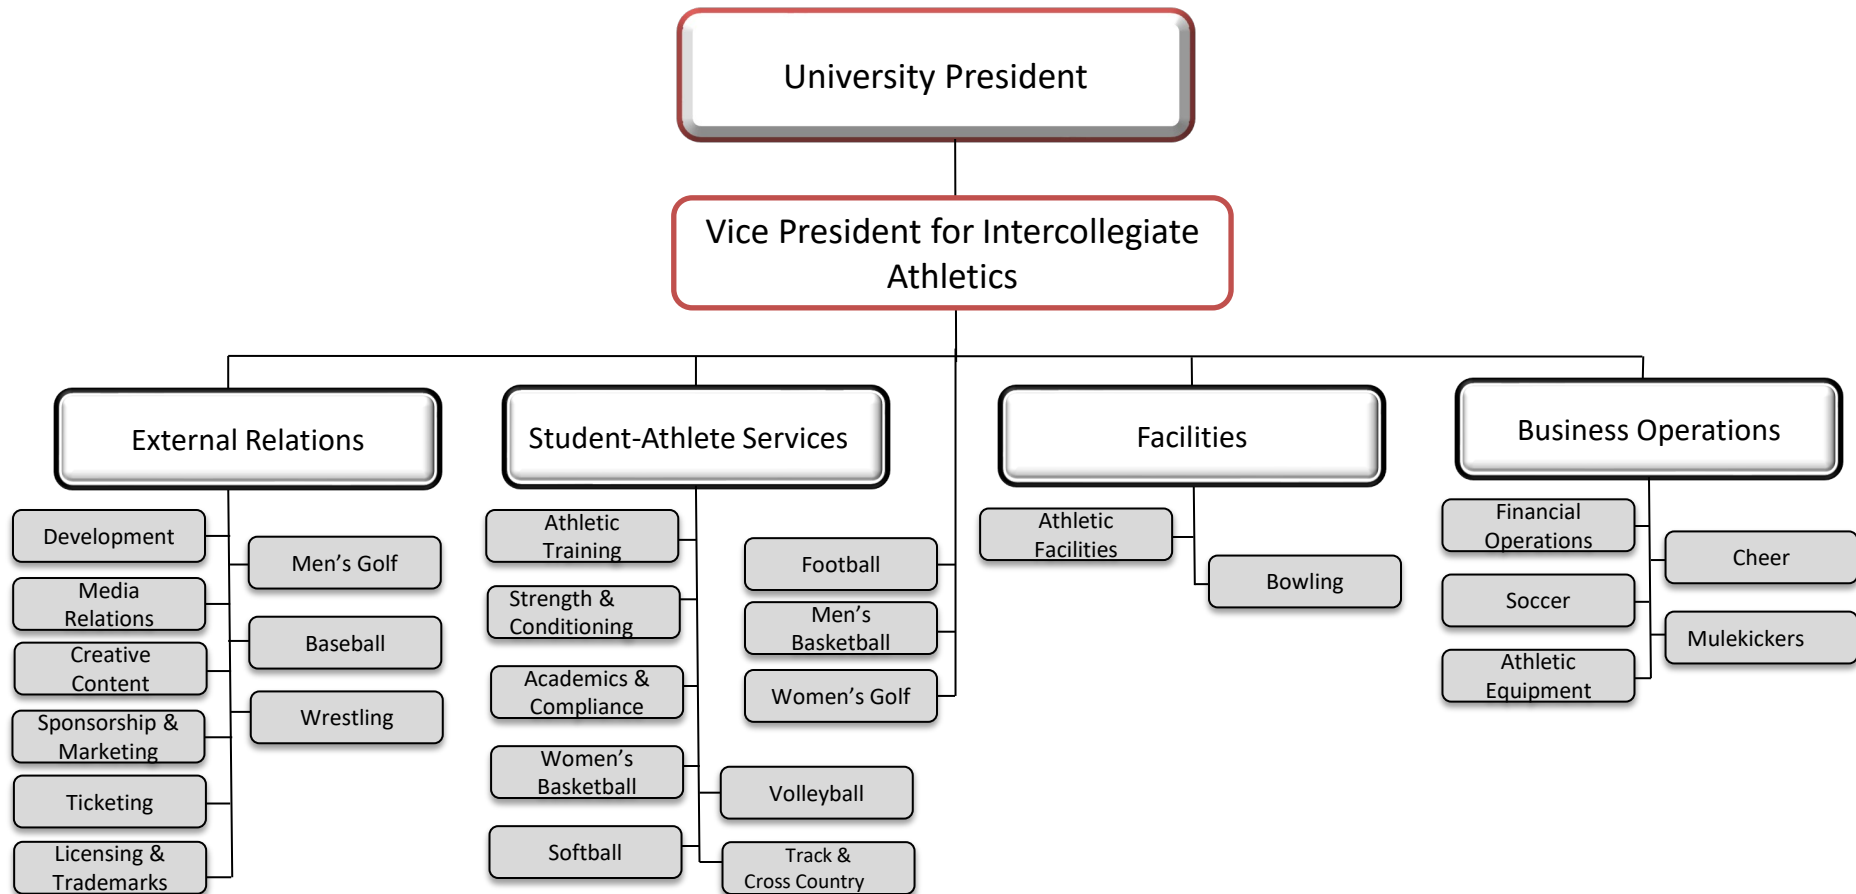 University President
Vice President for Intercollegiate
Athletics
External Relations
Student-Athlete Services
Facilities
Business Operations
Development
Men’s Golf
Media
Relations
Baseball
Creative
Content
Wrestling
Sponsorship &
Marketing
Ticketing
Licensing &
Trademarks
Athletic
Training
Strength &
Conditioning
Academics &
Compliance
Women’s
Basketball
Volleyball
Softball
Track &
Cross Country
Football
Men’s
Basketball
Women’s Golf
Athletic
Facilities
Bowling
Financial
Operations
Cheer
Soccer
Mulekickers
Athletic
Equipment